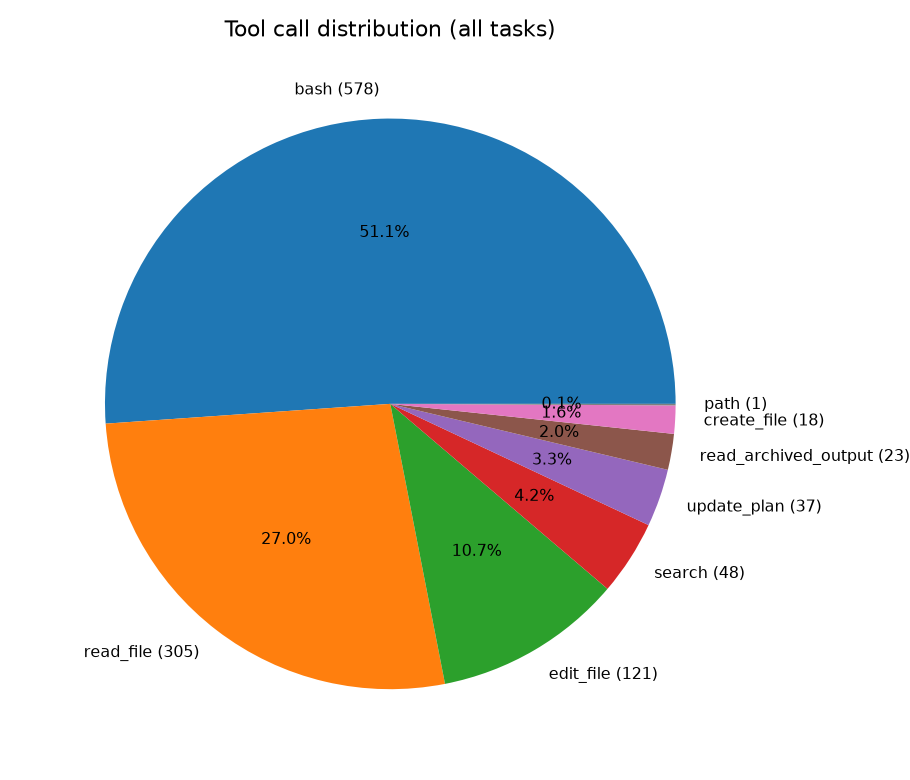 Tool call distribution (all tasks)
bash (578)
51.1%
0.1%
path (1)
1.6%
create_file (18)
2.0%
read_archived_output (23)
3.3%
update_plan (37)
4.2%
search (48)
27.0%
10.7%
read_file (305)
edit_file (121)